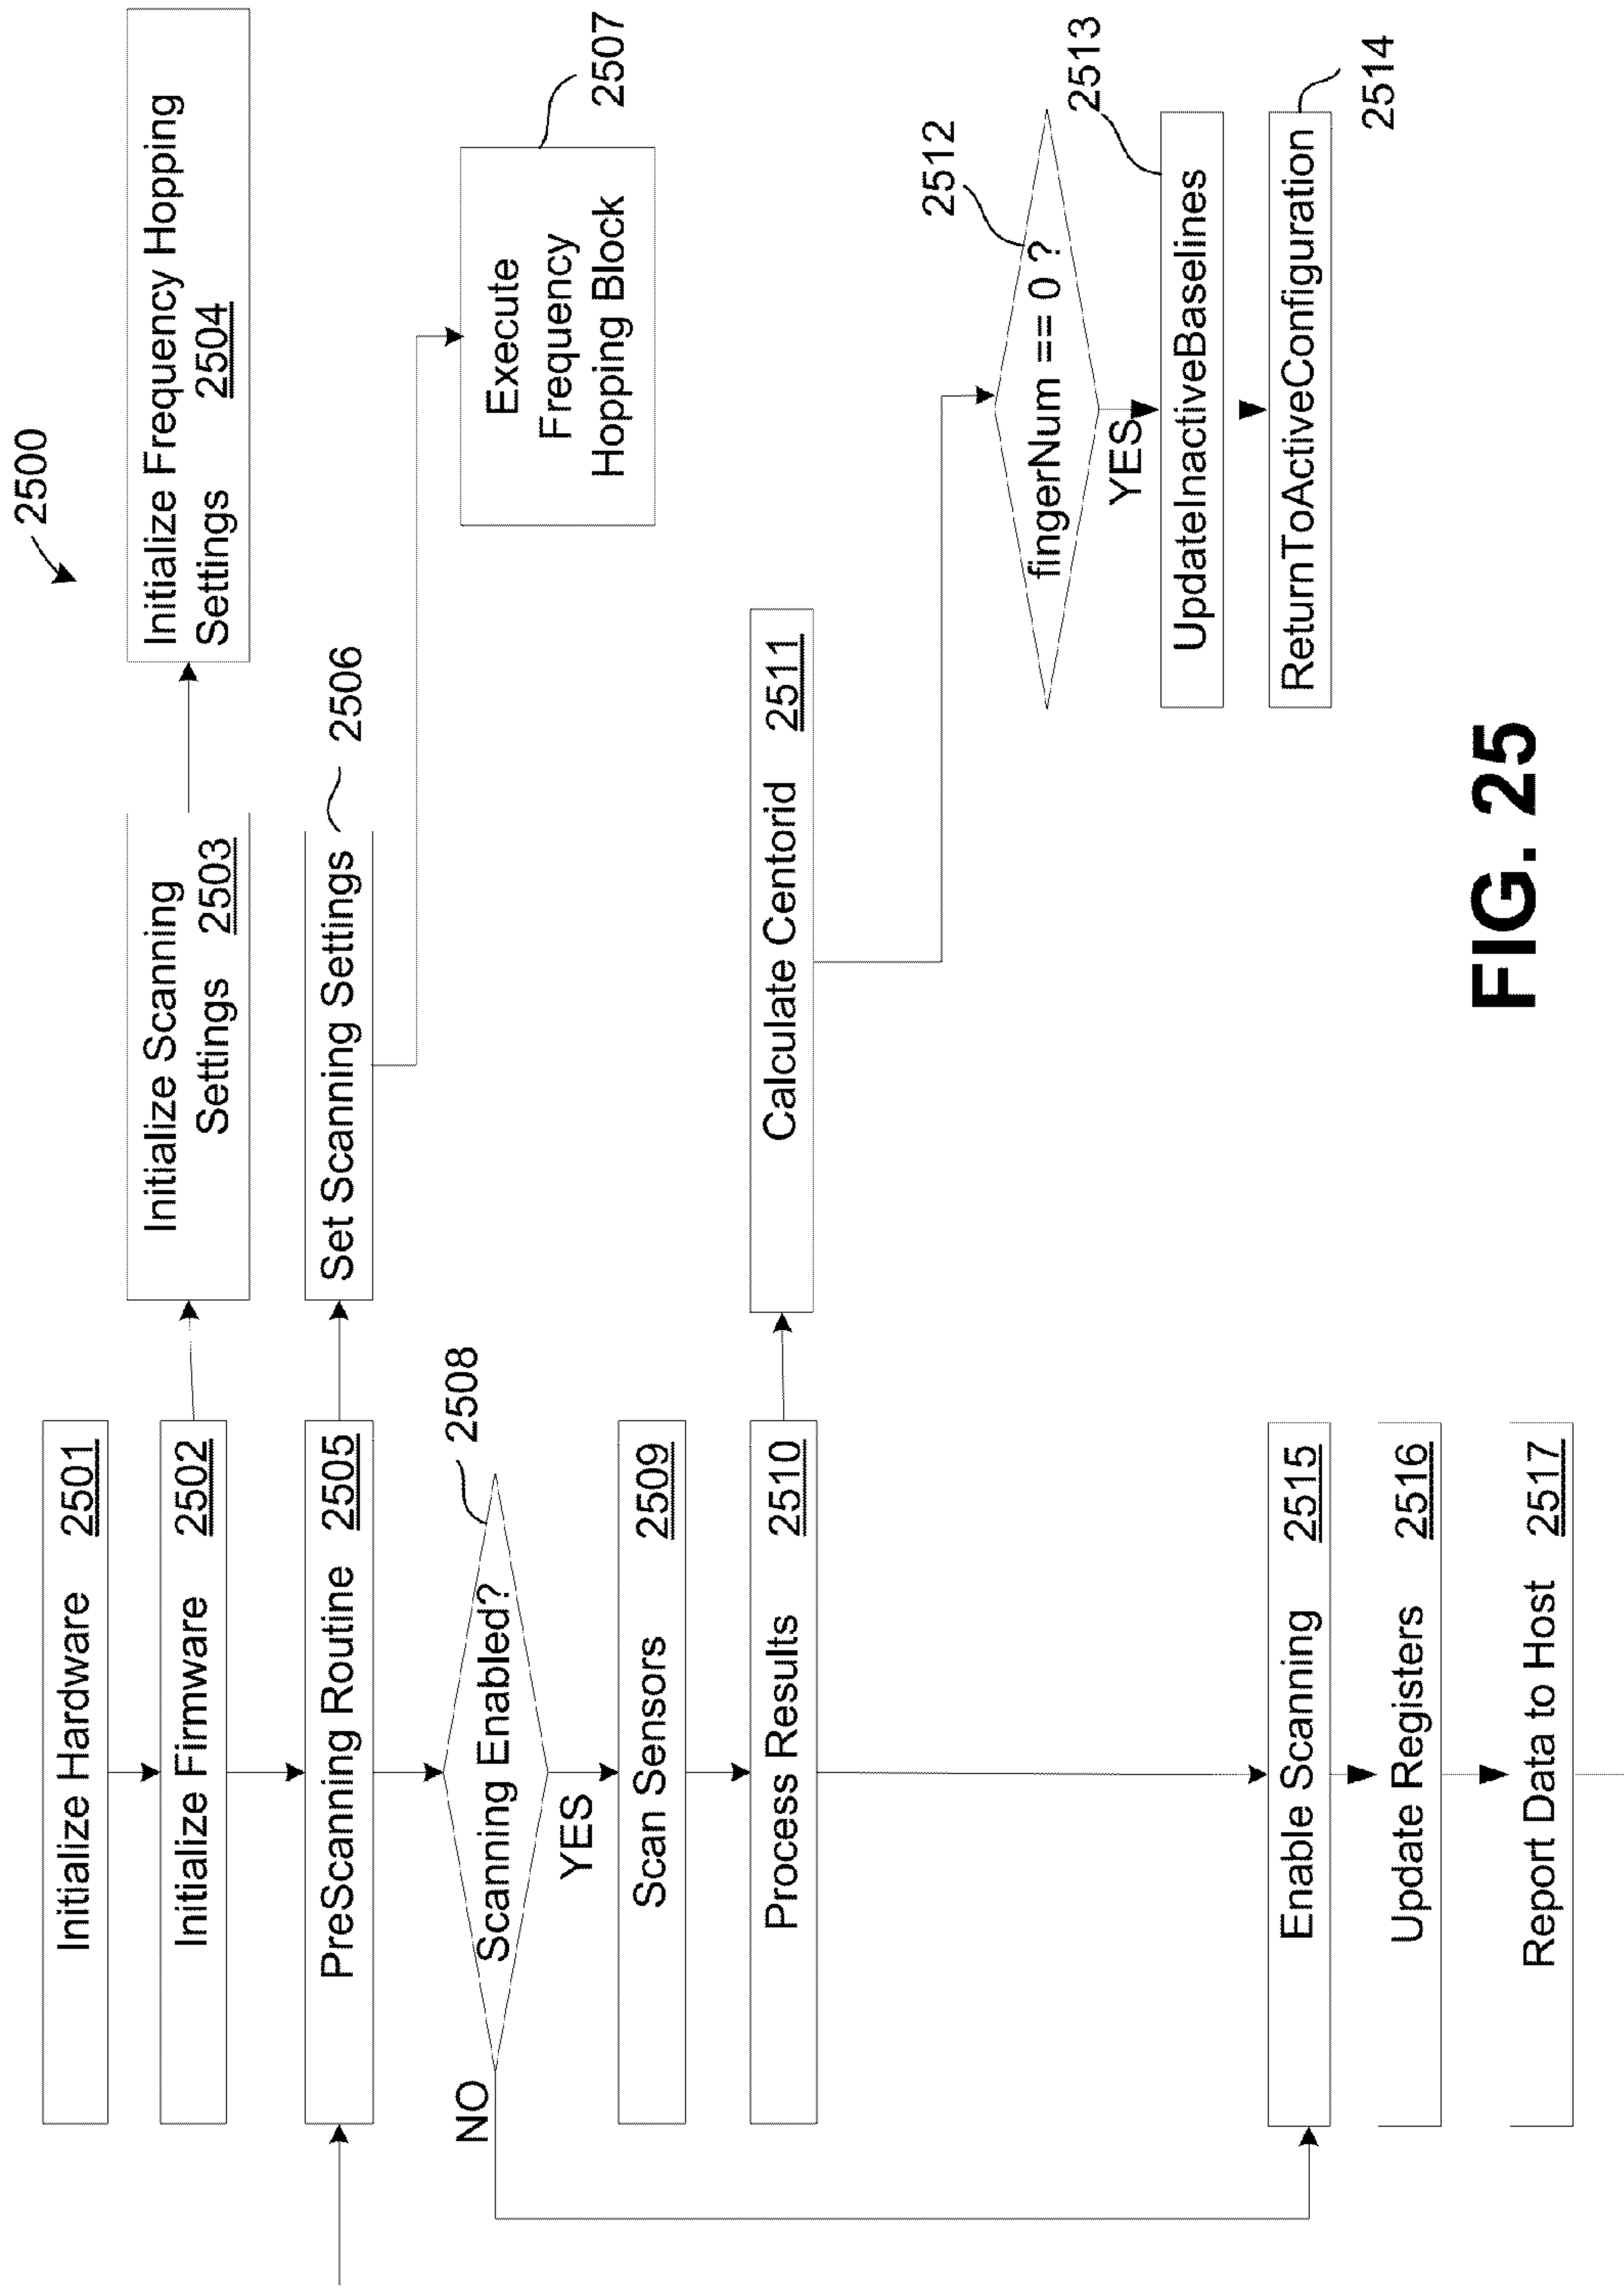 2500
Initialize Hardware 2501
Initialize Firmware 2502
Initialize Scanning
Settings 2503
Initialize Frequency Hopping
Settings 2504
PreScanning Routine 2505
Set Scanning Settings
2506
Execute
Frequency
Hopping Block
2507
Scanning Enabled?
2508
NO
YES
Scan Sensors 2509
Process Results 2510
Calculate Centorid 2511
fingerNum == 0 ?
2512
YES
UpdateInactiveBaselines
2513
ReturnToActiveConfiguration
2514
Enable Scanning 2515
Update Registers 2516
Report Data to Host 2517
FIG. 25